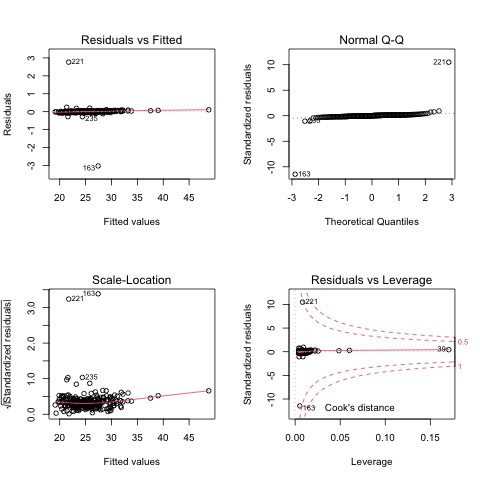 Residuals vs Fitted
Residuals
3
2
1
0
-1
-2
-3
221
235
163
20 25 30 35 40 45
Fitted values
Normal Q-Q
Standardized residuals
10
5
0
-5
-10
221
235
163
-3 -2 -1 0 1 2 3
Theoretical Quantiles
Scale-Location
√|Standardized residuals|
3.0
2.0
1.0
0.0
163
221
235
20 25 30 35 40 45
Fitted values
Residuals vs Leverage
Standardized residuals
10
5
0
-5
-10
221
39
0.5
1
163
Cook's distance
0.00 0.05 0.10 0.15
Leverage